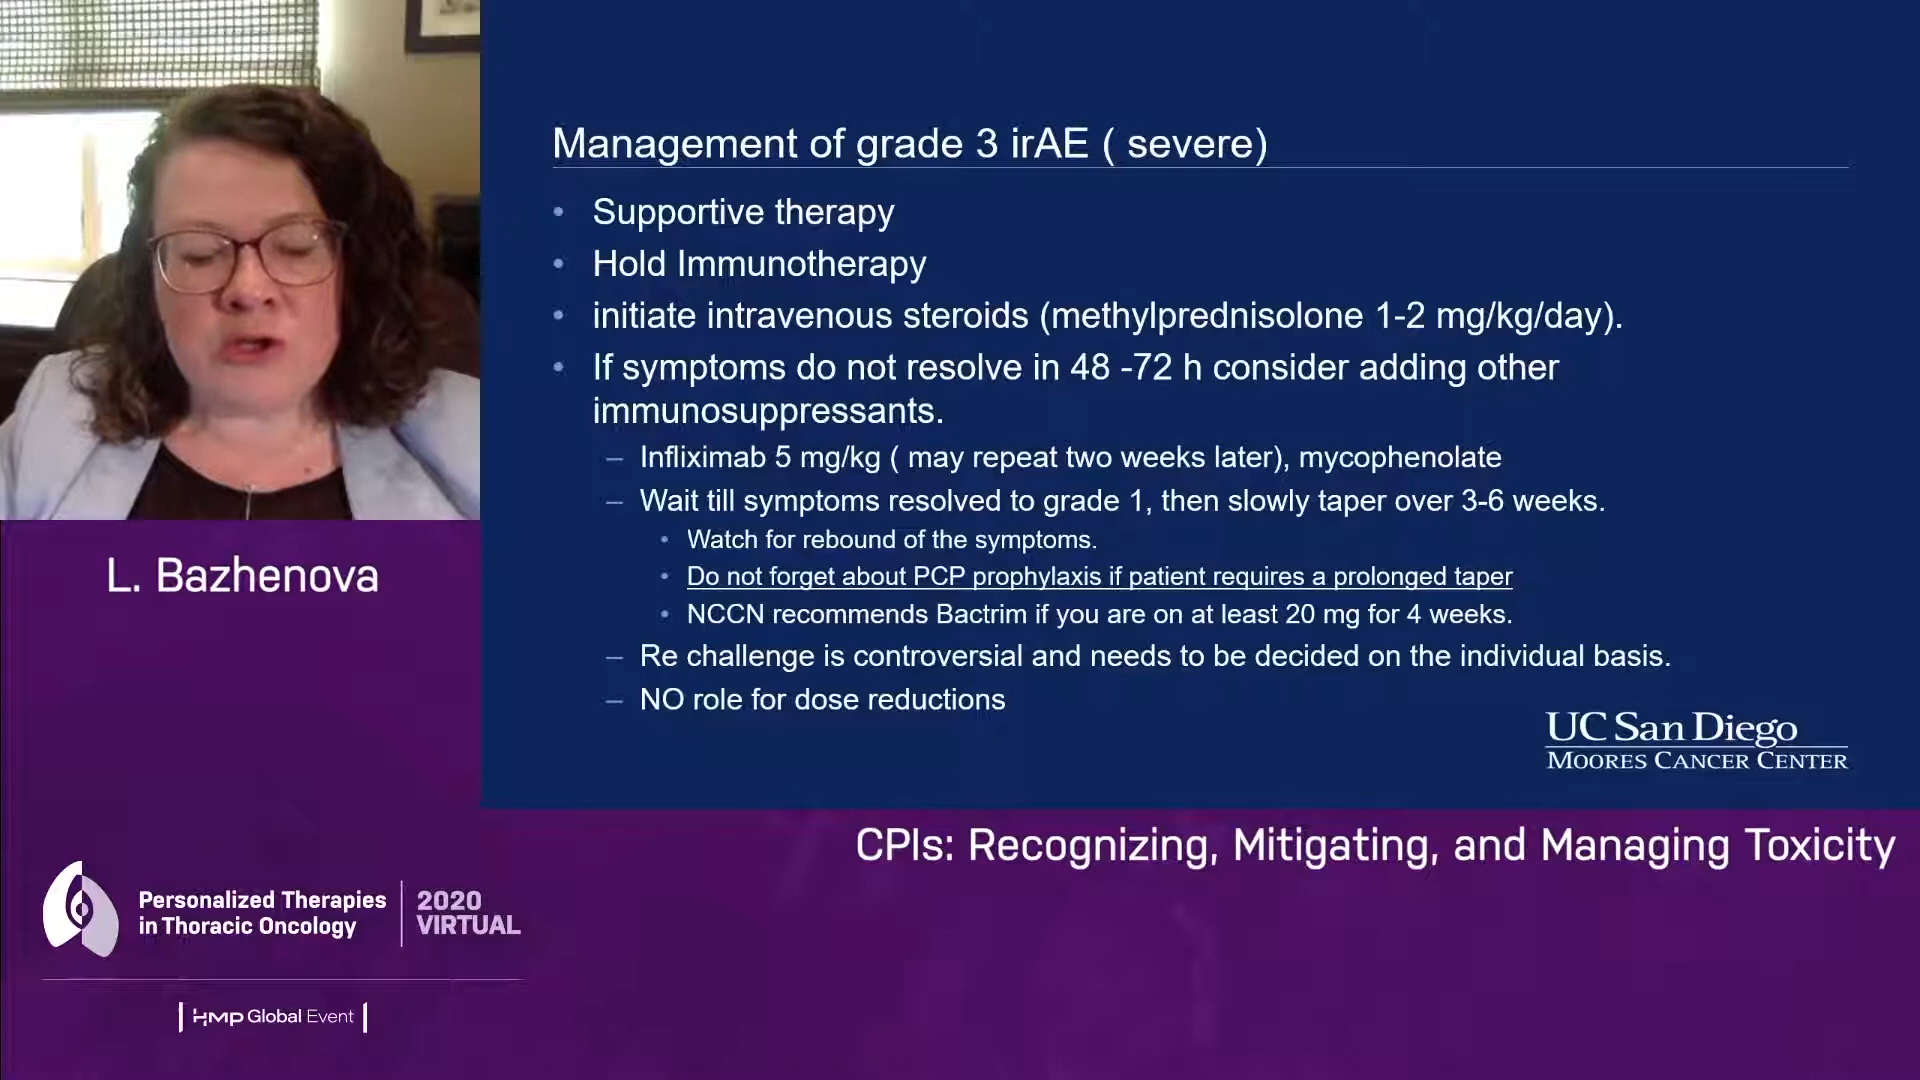 Management of grade 3 irAE ( severe)
• Supportive therapy
• Hold Immunotherapy
• initiate intravenous steroids (methylprednisolone 1-2 mg/kg/day).
• If symptoms do not resolve in 48 -72 h consider adding other
immunosuppressants.
– Infliximab 5 mg/kg ( may repeat two weeks later), mycophenolate
– Wait till symptoms resolved to grade 1, then slowly taper over 3-6 weeks.
• Watch for rebound of the symptoms.
• Do not forget about PCP prophylaxis if patient requires a prolonged taper
• NCCN recommends Bactrim if you are on at least 20 mg for 4 weeks.
– Re challenge is controversial and needs to be decided on the individual basis.
– NO role for dose reductions
UC San Diego
MOORES CANCER CENTER
L. Bazhenova
CPIs: Recognizing, Mitigating, and Managing Toxicity
Personalized Therapies
in Thoracic Oncology
2020
VIRTUAL
HMP Global Event